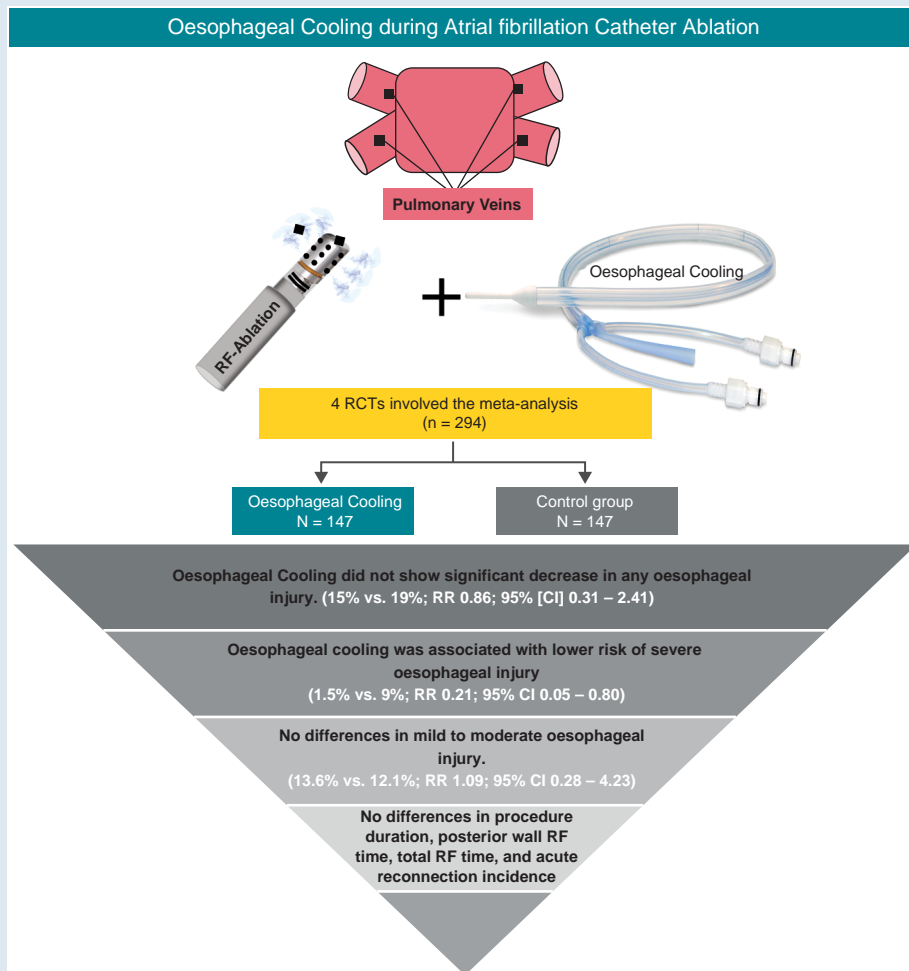 Oesophageal Cooling during Atrial fibrillation Catheter Ablation
Pulmonary Veins
RF-Ablation
Oesophageal Cooling
4 RCTs involved the meta-analysis
(n = 294)
Oesophageal Cooling
N = 147
Control group
N = 147
Oesophageal Cooling did not show significant decrease in any oesophageal
injury. (15% vs. 19%; RR 0.86; 95% [CI] 0.31 – 2.41)
Oesophageal cooling was associated with lower risk of severe
oesophageal injury
(1.5% vs. 9%; RR 0.21; 95% CI 0.05 – 0.80)
No differences in mild to moderate oesophageal
injury.
(13.6% vs. 12.1%; RR 1.09; 95% CI 0.28 – 4.23)
No differences in procedure
duration, posterior wall RF
time, total RF time, and acute
reconnection incidence